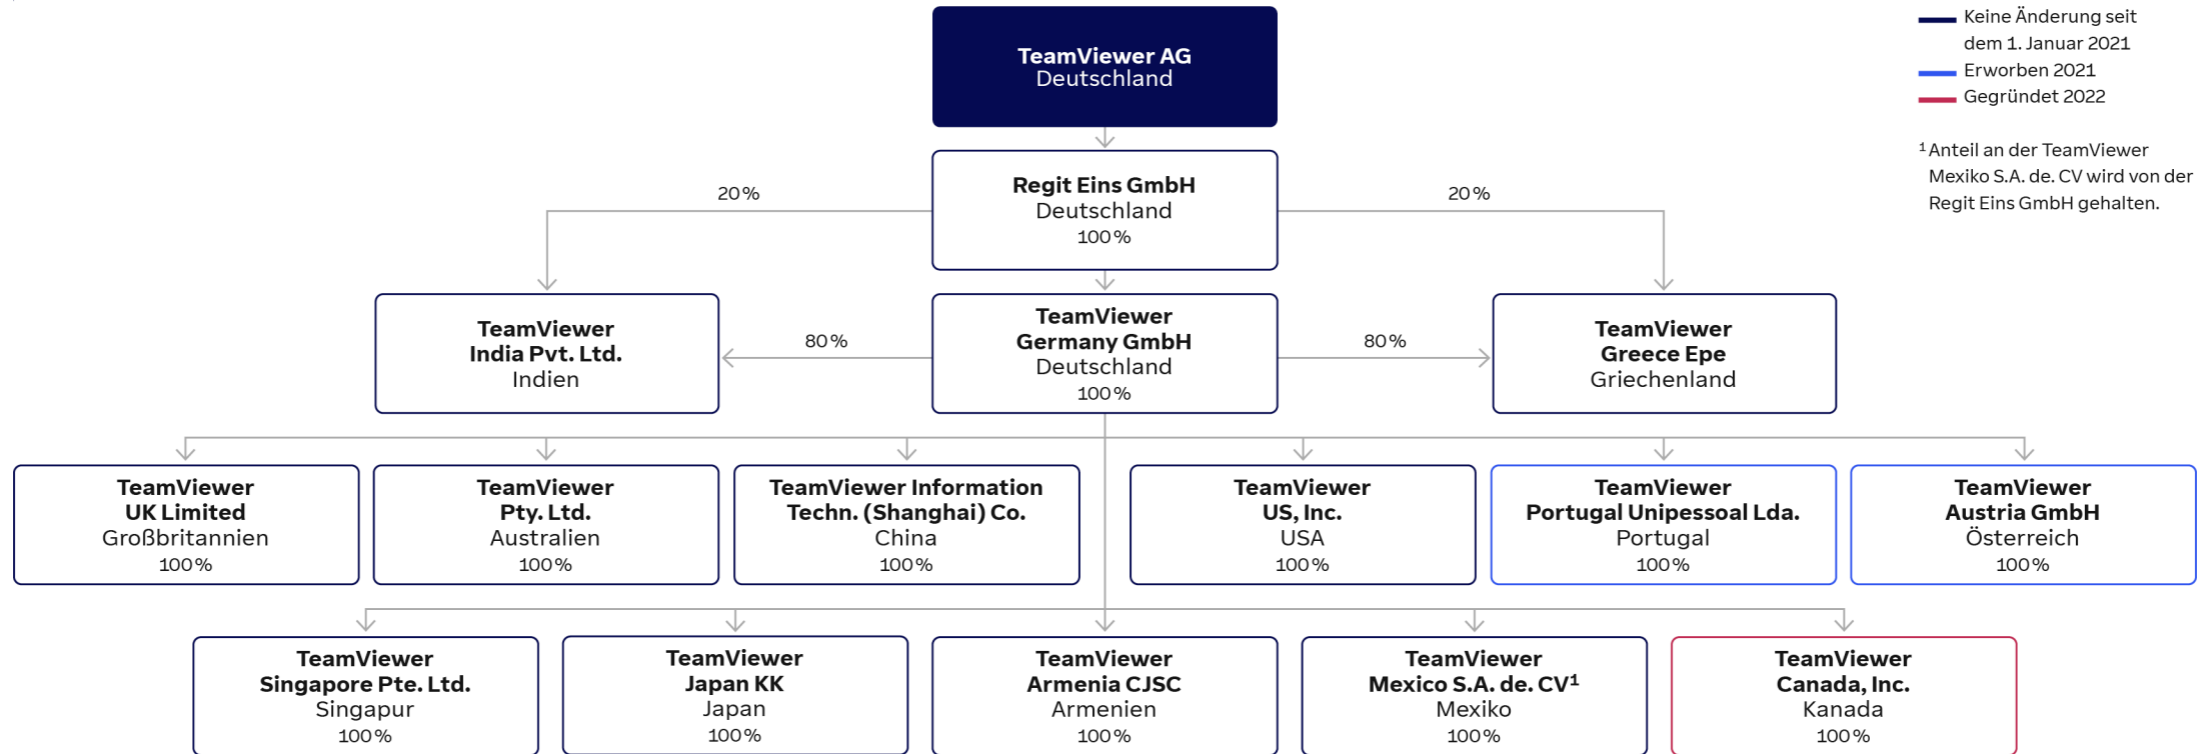 TeamViewer AG
Deutschland
Keine Änderung seit
dem 1. Januar 2021
Erworben 2021
Gegründet 2022
¹ Anteil an der TeamViewer
Mexiko S.A. de. CV wird von der
Regit Eins GmbH gehalten.
Regit Eins GmbH
Deutschland
100 %
20 %
20 %
TeamViewer
India Pvt. Ltd.
Indien
80 %
TeamViewer
Germany GmbH
Deutschland
100 %
80 %
TeamViewer
Greece Epe
Griechenland
TeamViewer
UK Limited
Großbritannien
100 %
TeamViewer
Pty. Ltd.
Australien
100 %
TeamViewer Information
Techn. (Shanghai) Co.
China
100 %
TeamViewer
US, Inc.
USA
100 %
TeamViewer
Portugal Unipessoal Lda.
Portugal
100 %
TeamViewer
Austria GmbH
Österreich
100 %
TeamViewer
Singapore Pte. Ltd.
Singapur
100 %
TeamViewer
Japan KK
Japan
100 %
TeamViewer
Armenia CJSC
Armenien
100 %
TeamViewer
Mexico S.A. de. CV¹
Mexiko
100 %
TeamViewer
Canada, Inc.
Kanada
100 %